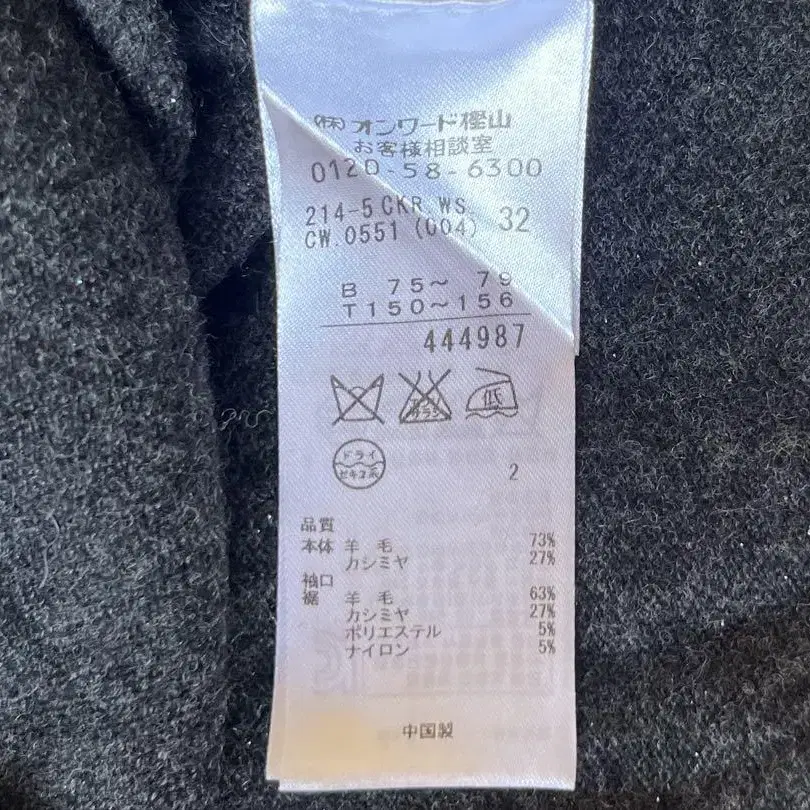 (株)オンワード樫山
お客様相談室
0120-58-6300
214-5 CKR WS
CW.0551 (004) 32
B 75～ 79
T150～156
444987
低
ドライ
セキユ系
2
品質
本体 羊 毛 73%
カシミヤ 27%
袖口
裾 羊 毛 63%
カシミヤ 27%
ポリエステル 5%
ナイロン 5%
中国製